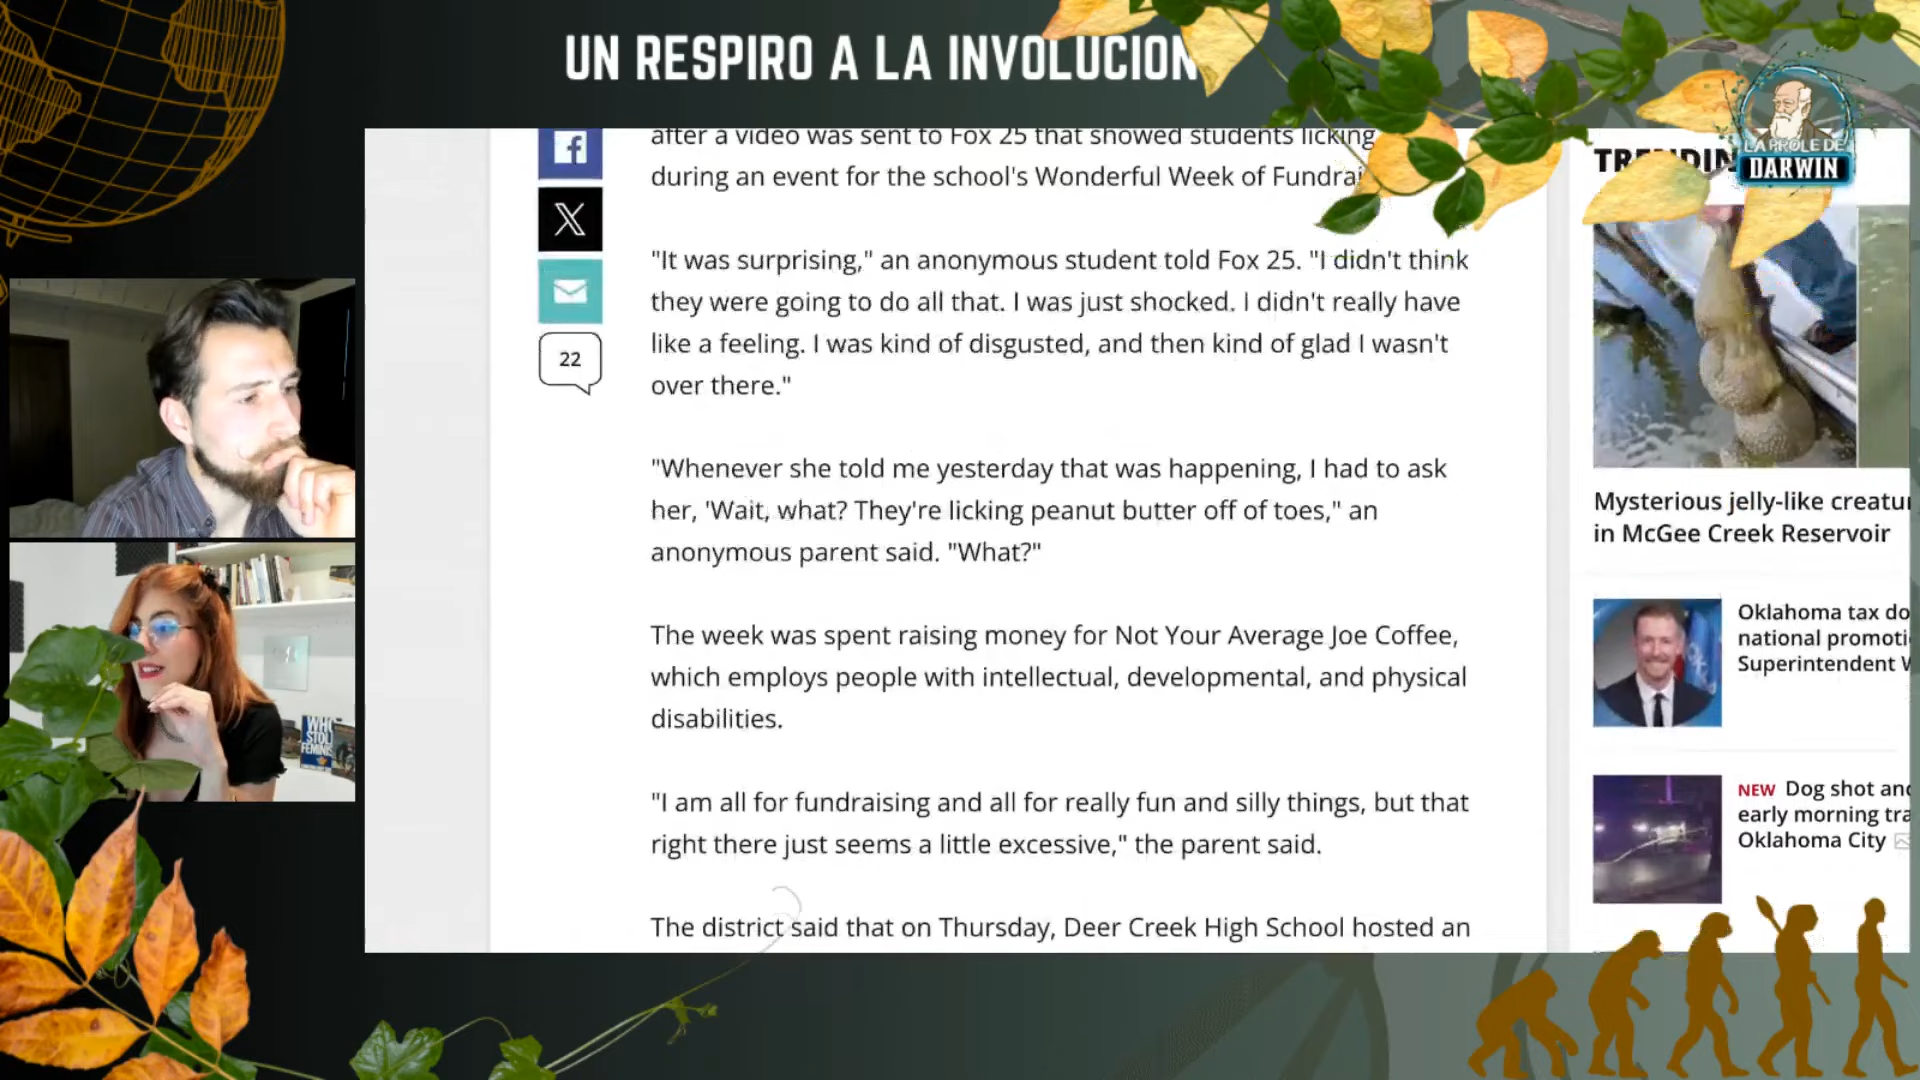 UN RESPIRO A LA INVOLUCION
LA PROLE DE
DARWIN
after a video was sent to Fox 25 that showed students licking
during an event for the school's Wonderful Week of
"It was surprising," an anonymous student told Fox 25. "I didn't think
they were going to do all that. I was just shocked. I didn't really have
like a feeling. I was kind of disgusted, and then kind of glad I wasn't
over there."
"Whenever she told me yesterday that was happening, I had to ask
her, 'Wait, what? They're licking peanut butter off of toes," an
anonymous parent said. "What?"
The week was spent raising money for Not Your Average Joe Coffee,
which employs people with intellectual, developmental, and physical
disabilities.
"I am all for fundraising and all for really fun and silly things, but that
right there just seems a little excessive," the parent said.
The district said that on Thursday, Deer Creek High School hosted an
22
Mysterious jelly-like
in McGee Creek Reservoir
Oklahoma tax
national
Superintendent
NEW Dog shot
early morning
Oklahoma City
WHO
STOL
FEMINIS